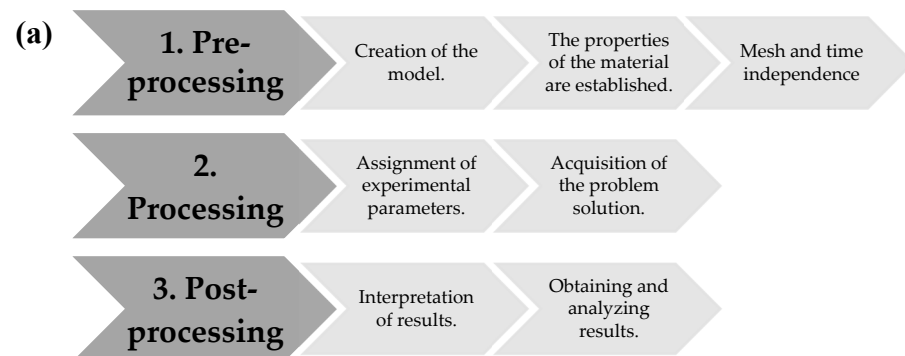 (a)
1. Pre-
processing
Creation of the
model.
The properties
of the material
are established.
Mesh and time
independence
2.
Processing
Assignment of
experimental
parameters.
Acquisition of
the problem
solution.
3. Post-
processing
Interpretation
of results.
Obtaining and
analyzing
results.